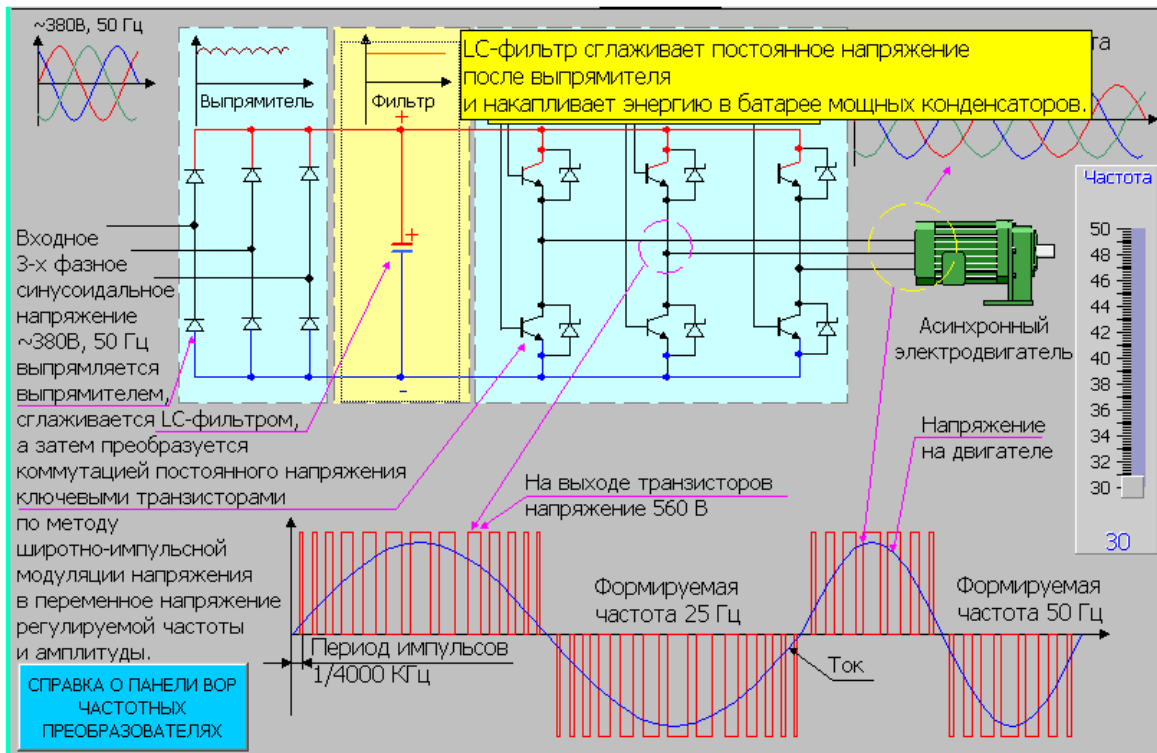 ~380В, 50 Гц
LC-фильтр сглаживает постоянное напряжение
после выпрямителя
и накапливает энергию в батарее мощных конденсаторов.
та
Выпрямитель
Фильтр
+
+
-
Частота
50
48
46
44
42
40
38
36
34
32
30
30
Входное
3-х фазное
синусоидальное
напряжение
~380В, 50 Гц
выпрямляется
выпрямителем,
сглаживается LC-фильтром,
а затем преобразуется
коммутацией постоянного напряжения
ключевыми транзисторами
по методу
широтно-импульсной
модуляции напряжения
в переменное напряжение
регулируемой частоты
и амплитуды.
Асинхронный
электродвигатель
Напряжение
на двигателе
На выходе транзисторов
напряжение 560 В
Формируемая
частота 25 Гц
Формируемая
частота 50 Гц
Период импульсов
1/4000 КГц
Ток
СПРАВКА О ПАНЕЛИ ВОР
ЧАСТОТНЫХ
ПРЕОБРАЗОВАТЕЛЯХ